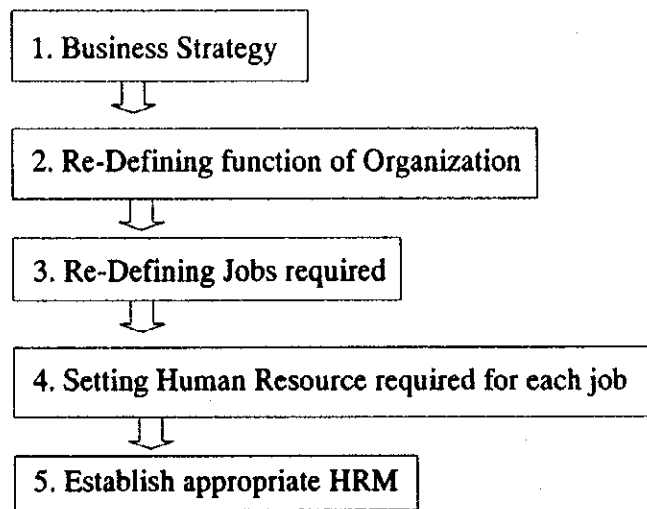 1. Business Strategy
2. Re-Defining function of Organization
3. Re-Defining Jobs required
4. Setting Human Resource required for each job
5. Establish appropriate HRM